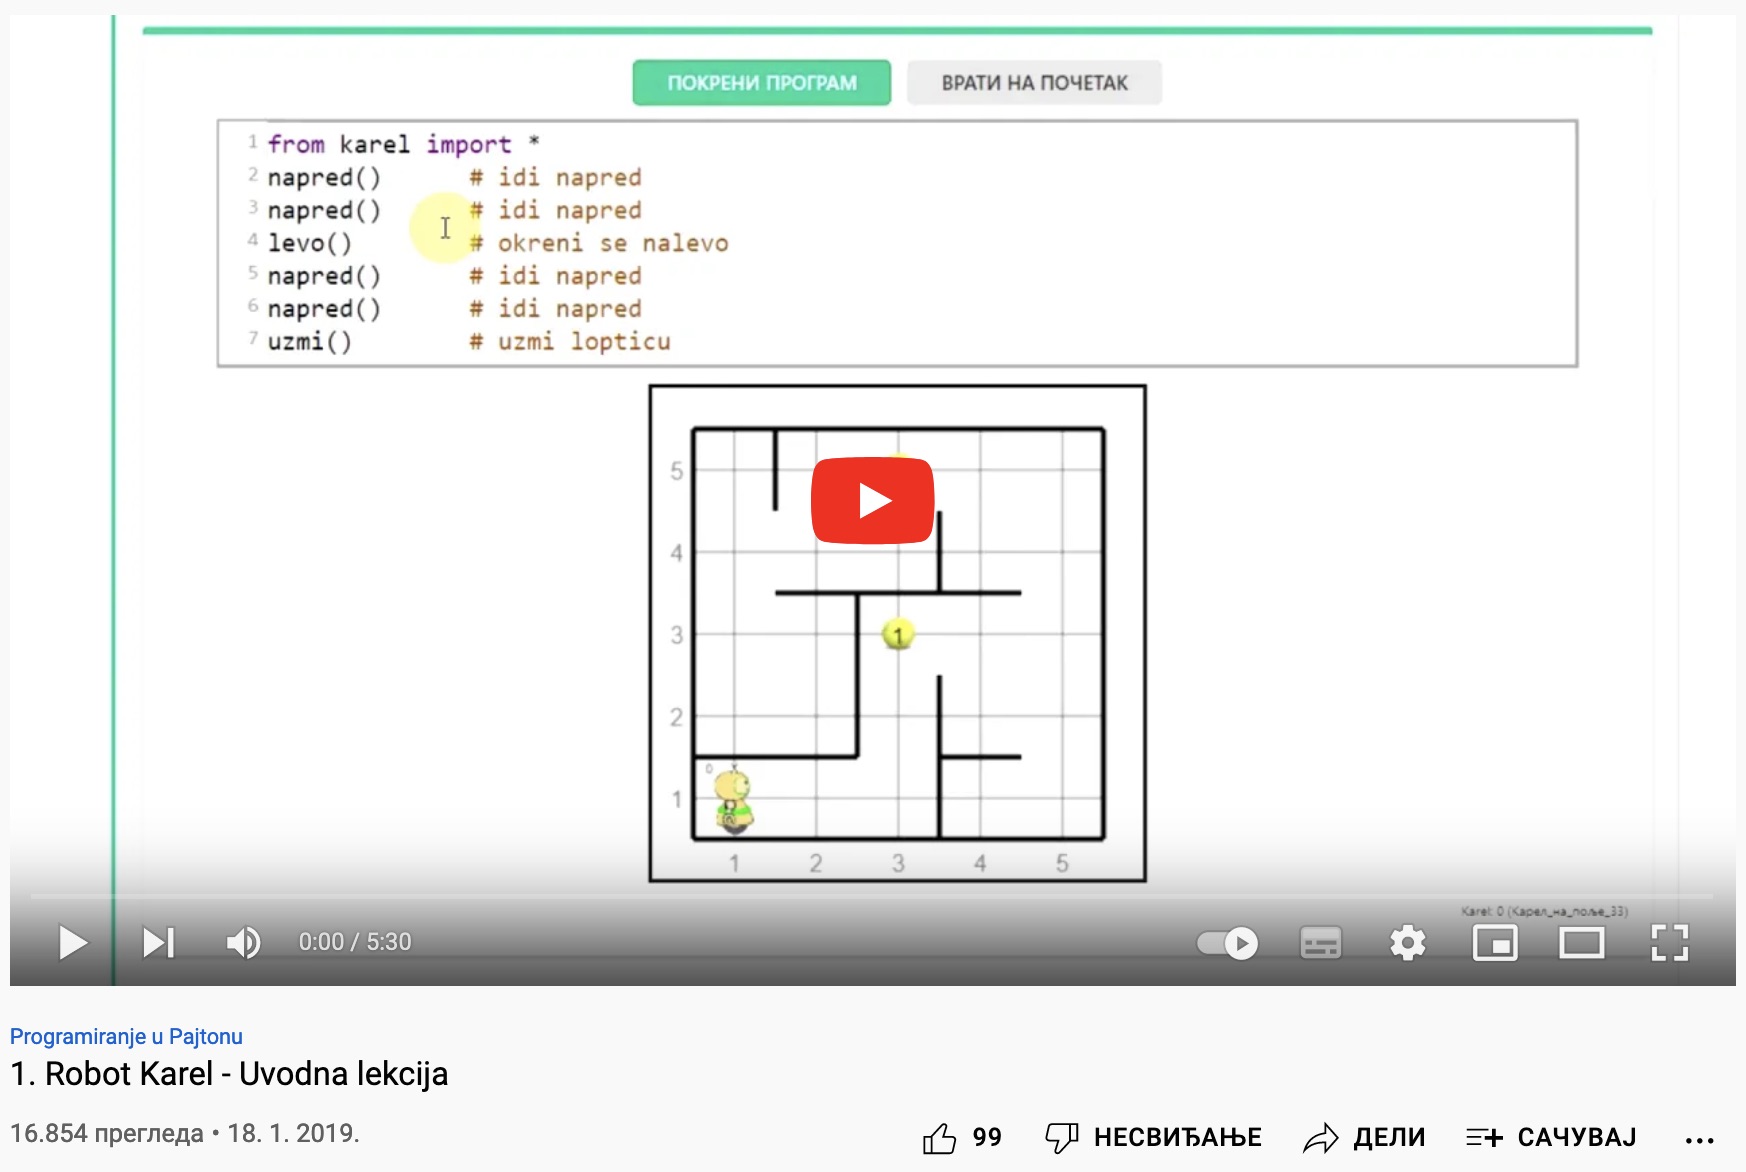 ПОКРЕНИ ПРОГРАМ ВРАТИ НА ПОЧЕТАК
1 from karel import *
2 napred() # idi napred
3 napred() # idi napred
4 levo() # okreni se nalevo
5 napred() # idi napred
6 napred() # idi napred
7 uzmi() # uzmi lopticu
5
4
3 1
2
0
1
1 2 3 4 5
Karel: 0 (Карел_на_поље_33)
0:00 / 5:30
Programiranje u Pajtonu
1. Robot Karel - Uvodna lekcija
16.854 прегледа • 18. 1. 2019. 99 НЕСВИЂАЊЕ ДЕЛИ САЧУВАЈ